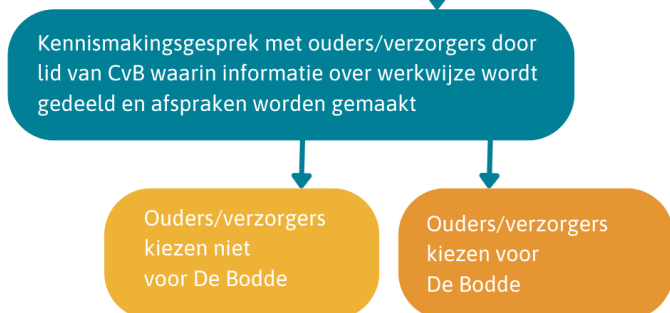 Kennismakingsgesprek met ouders/verzorgers door
lid van CvB waarin informatie over werkwijze wordt
gedeeld en afspraken worden gemaakt
Ouders/verzorgers
kiezen niet
voor De Bodde
Ouders/verzorgers
kiezen voor
De Bodde